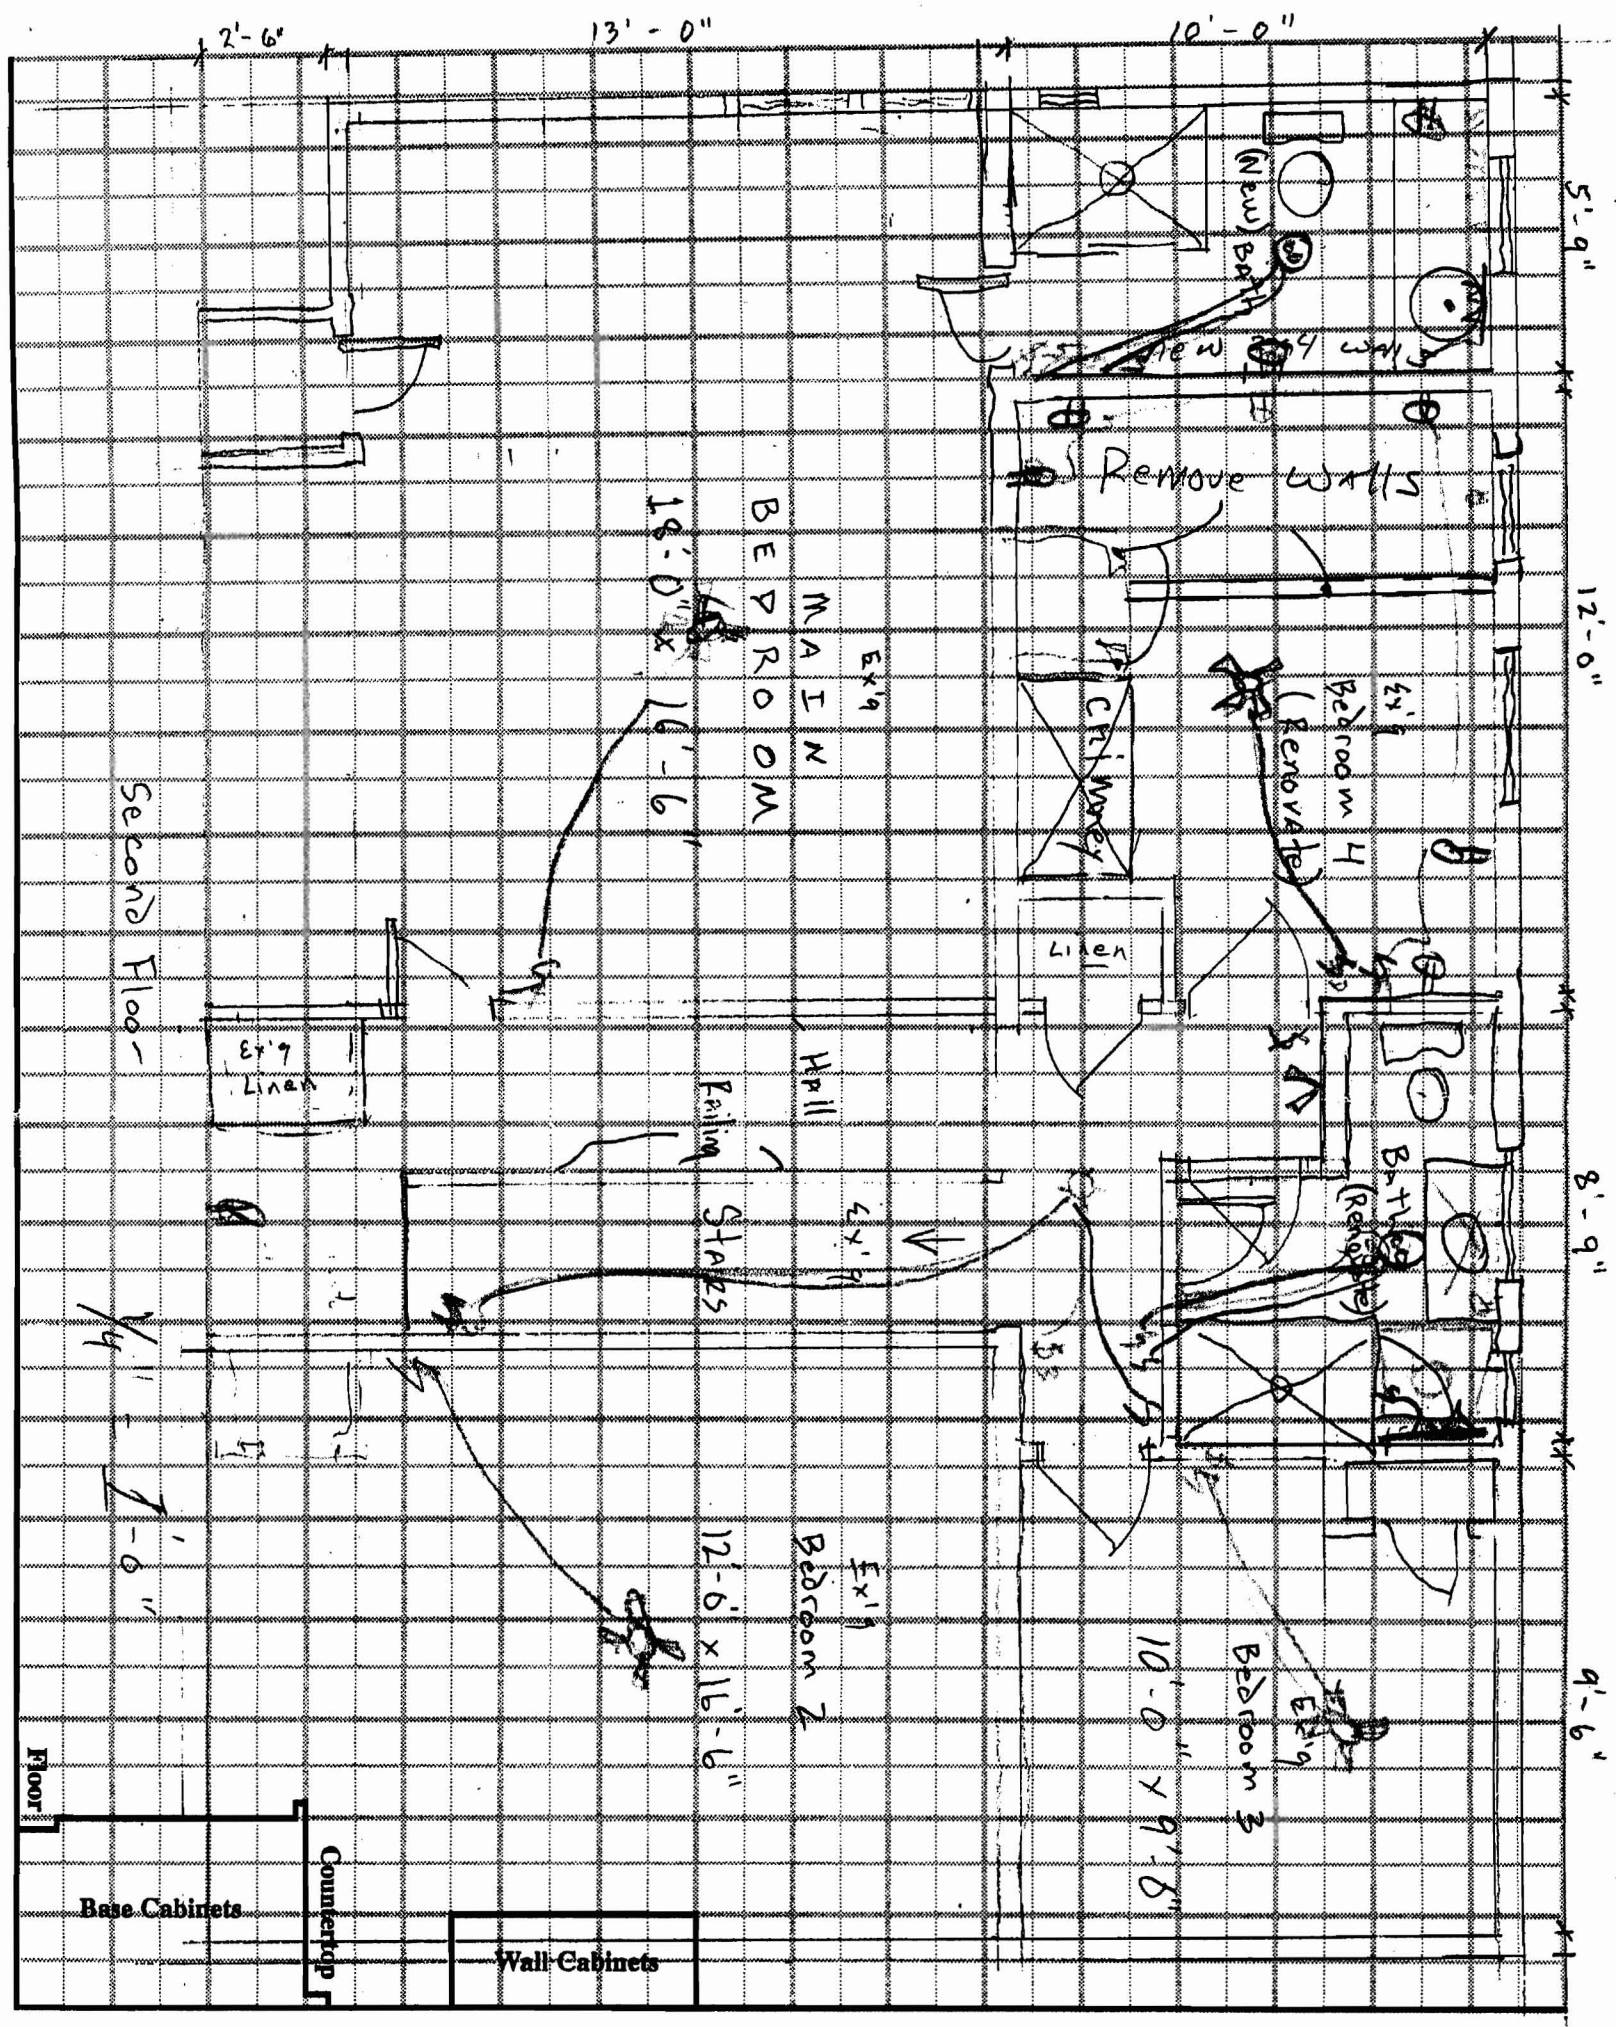 2'-6"
13'-0"
10'-0"
5'-9"
12'-0"
8'-9"
9'-6"
(New) Bath 1
New 2x4 wall
Remove walls
Ex'g
MAIN
BEDROOM
18'-0" x 16'-6"
Ex'g
Bedroom 4
(Renovate)
Chimney
Linen
Ex'g
Linen
Hall
Railing
Ex'g
Stairs
Bath
(Renovate)
Ex'g
Bedroom 2
12'-6" x 16'-6"
Ex'g
Bedroom 3
10'-0" x 9'-8"
Second Floor
1/4" - 1'-0"
Floor
Base Cabinets
Countertop
Wall Cabinets